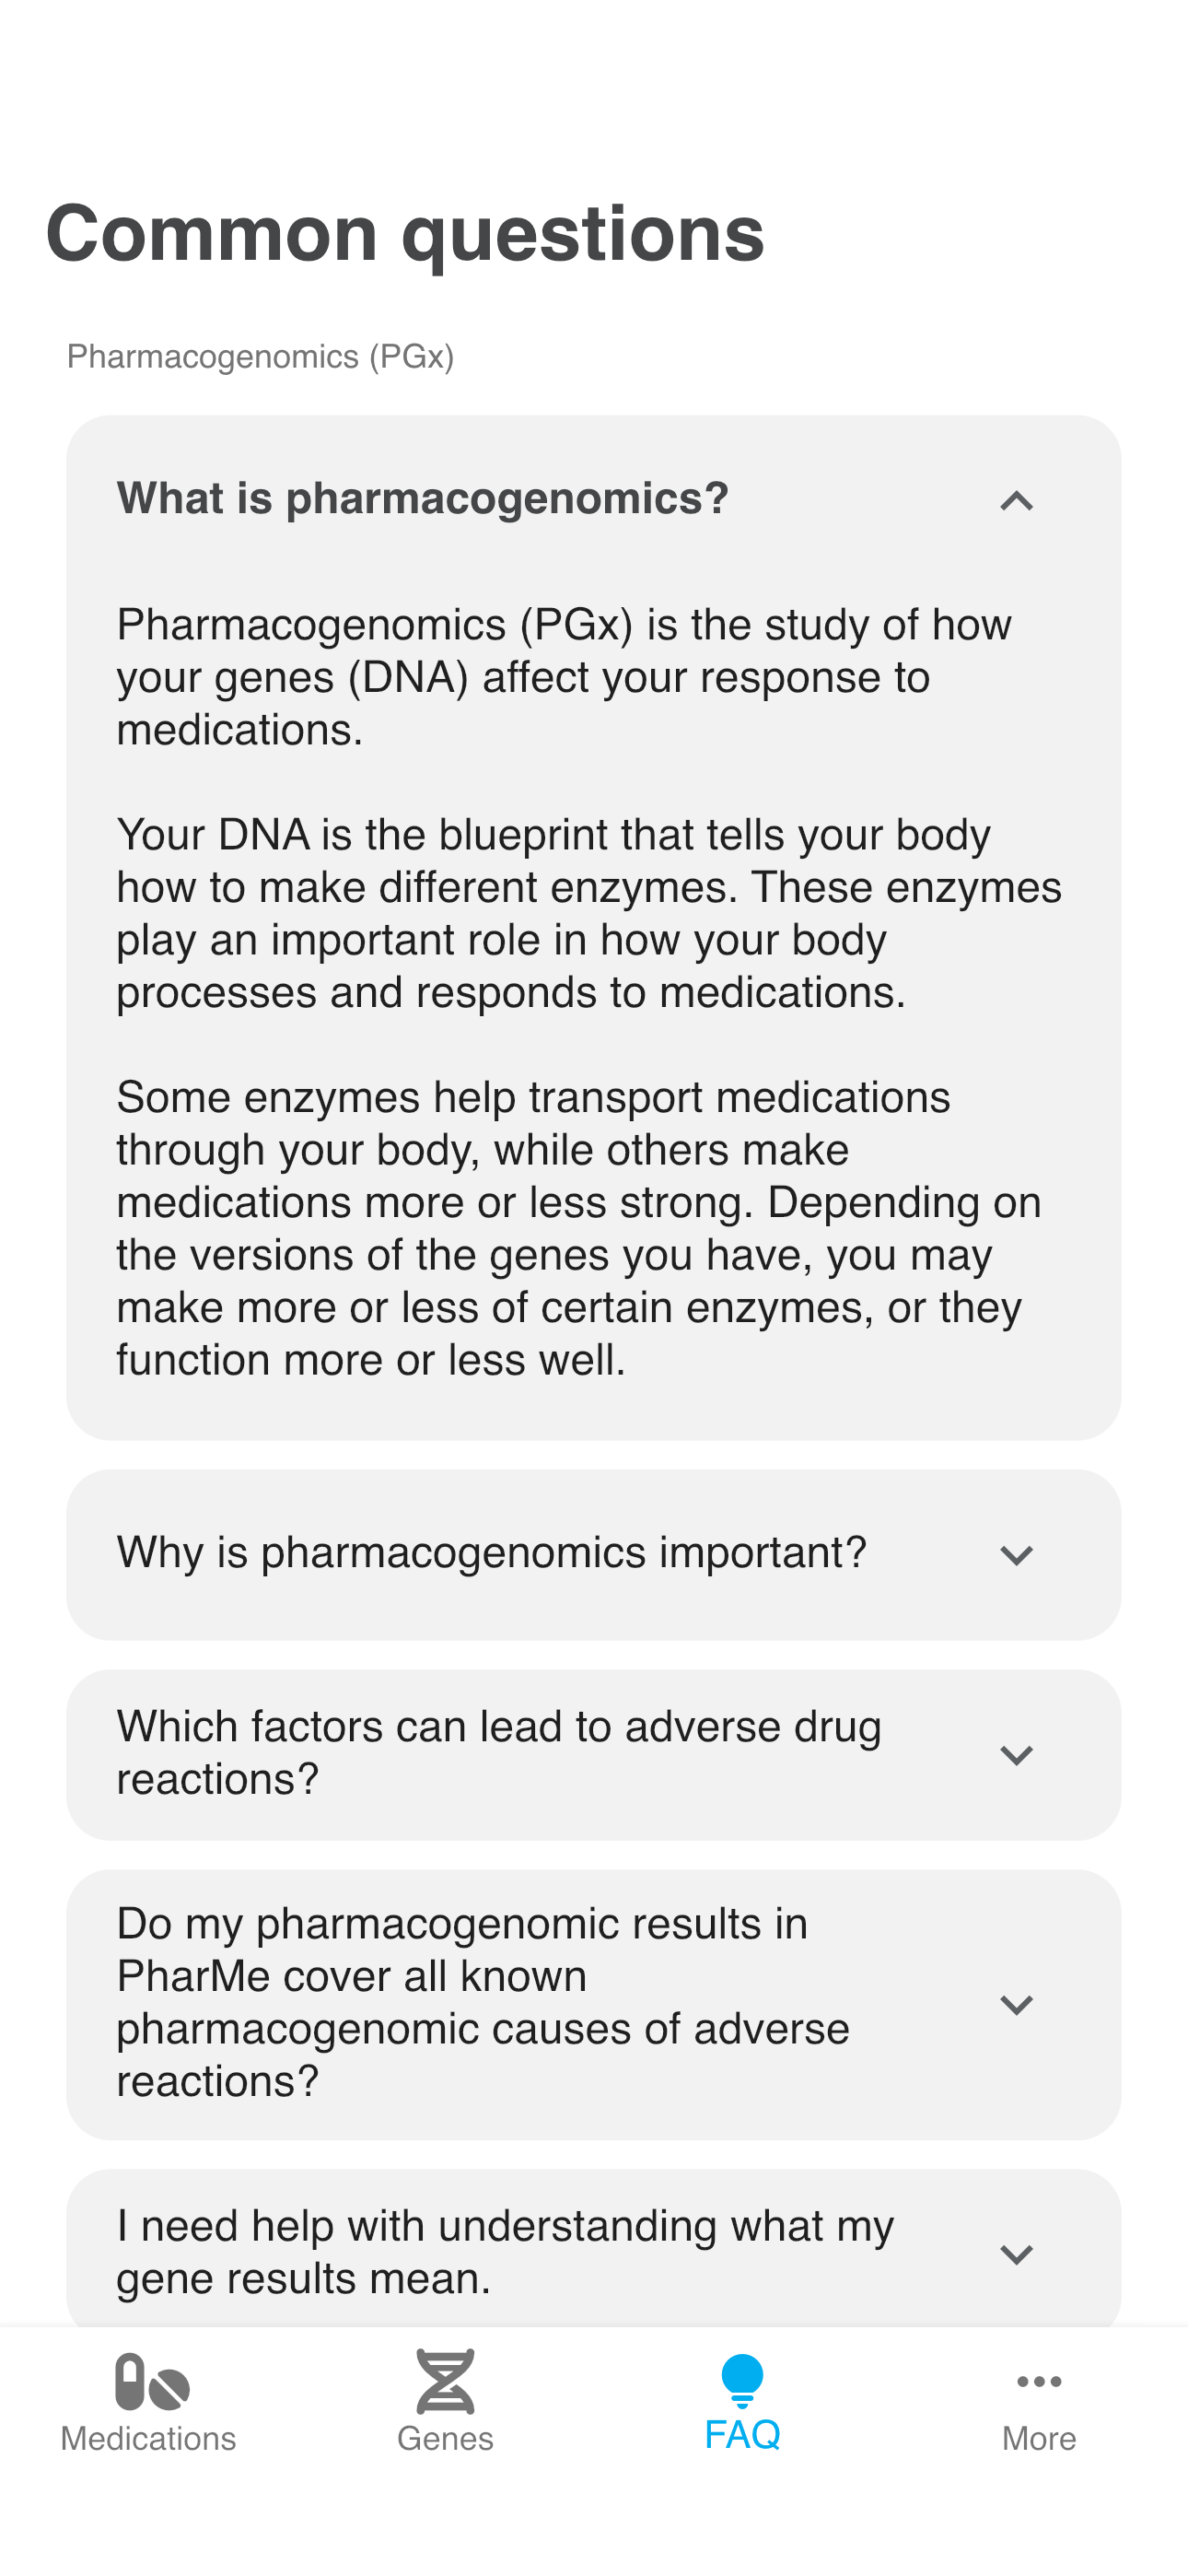 Common questions
Pharmacogenomics (PGx)
What is pharmacogenomics?
Pharmacogenomics (PGx) is the study of how
your genes (DNA) affect your response to
medications.
Your DNA is the blueprint that tells your body
how to make different enzymes. These enzymes
play an important role in how your body
processes and responds to medications.
Some enzymes help transport medications
through your body, while others make
medications more or less strong. Depending on
the versions of the genes you have, you may
make more or less of certain enzymes, or they
function more or less well.
Why is pharmacogenomics important?
Which factors can lead to adverse drug
reactions?
Do my pharmacogenomic results in
PharMe cover all known
pharmacogenomic causes of adverse
reactions?
I need help with understanding what my
gene results mean.
Medications
Genes
FAQ
More